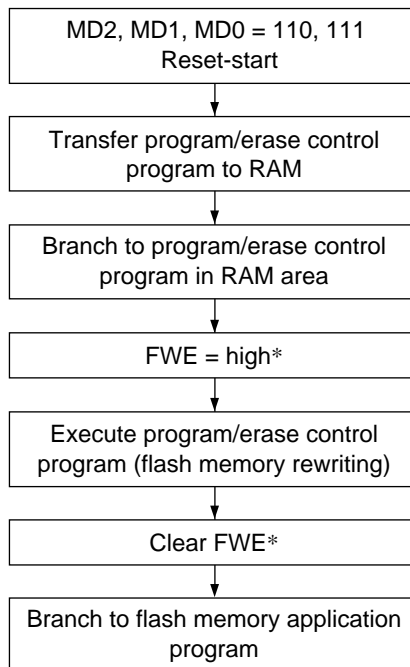 MD2, MD1, MD0 = 110, 111
Reset-start
Transfer program/erase control
program to RAM
Branch to program/erase control
program in RAM area
FWE = high*
Execute program/erase control
program (flash memory rewriting)
Clear FWE*
Branch to flash memory application
program